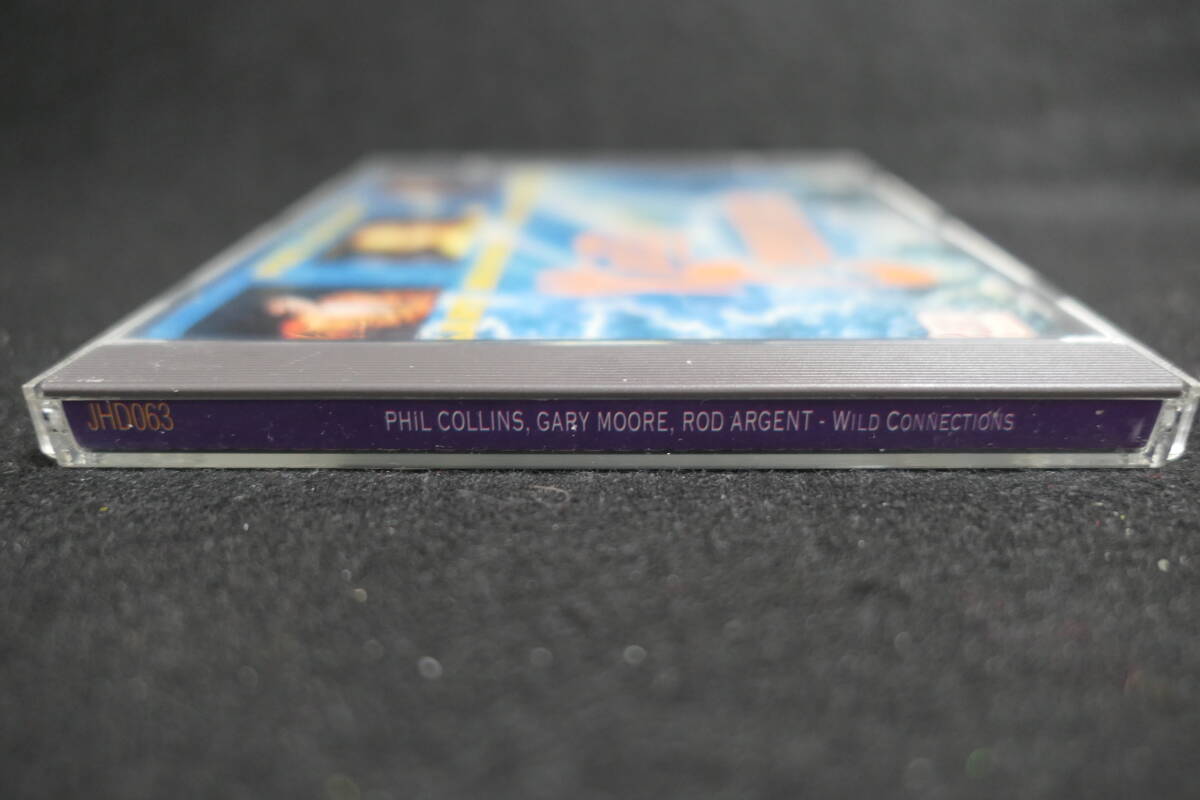 JHD063 PHIL COLLINS, GARY MOORE, ROD ARGENT - WILD CONNECTIONS